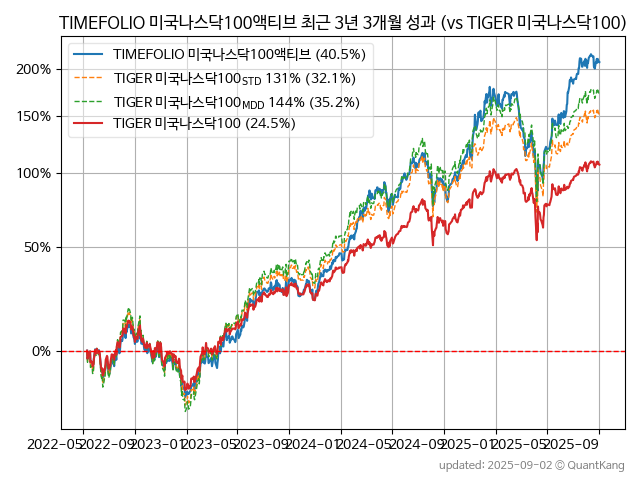 TIMEFOLIO 미국나스닥100액티브 최근 3년 3개월 성과 (vs TIGER 미국나스닥100)
TIMEFOLIO 미국나스닥100액티브 (40.5%)
TIGER 미국나스닥100STD 131% (32.1%)
TIGER 미국나스닥100MDD 144% (35.2%)
TIGER 미국나스닥100 (24.5%)
200%
150%
100%
50%
0%
2022-05 2022-09 2023-01 2023-05 2023-09 2024-01 2024-05 2024-09 2025-01 2025-05 2025-09
updated: 2025-09-02 © QuantKang